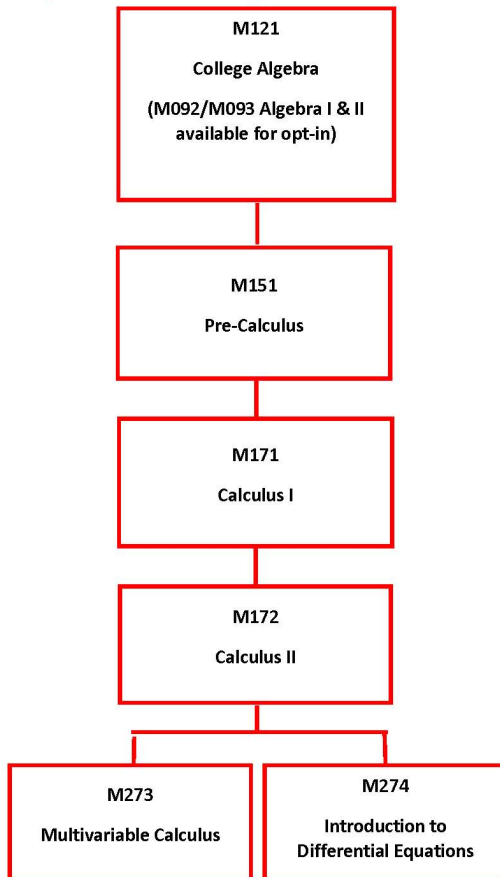 M121
College Algebra
(M092/M093 Algebra I & II
available for opt-in)
M151
Pre-Calculus
M171
Calculus I
M172
Calculus II
M273
Multivariable Calculus
M274
Introduction to
Differential Equations